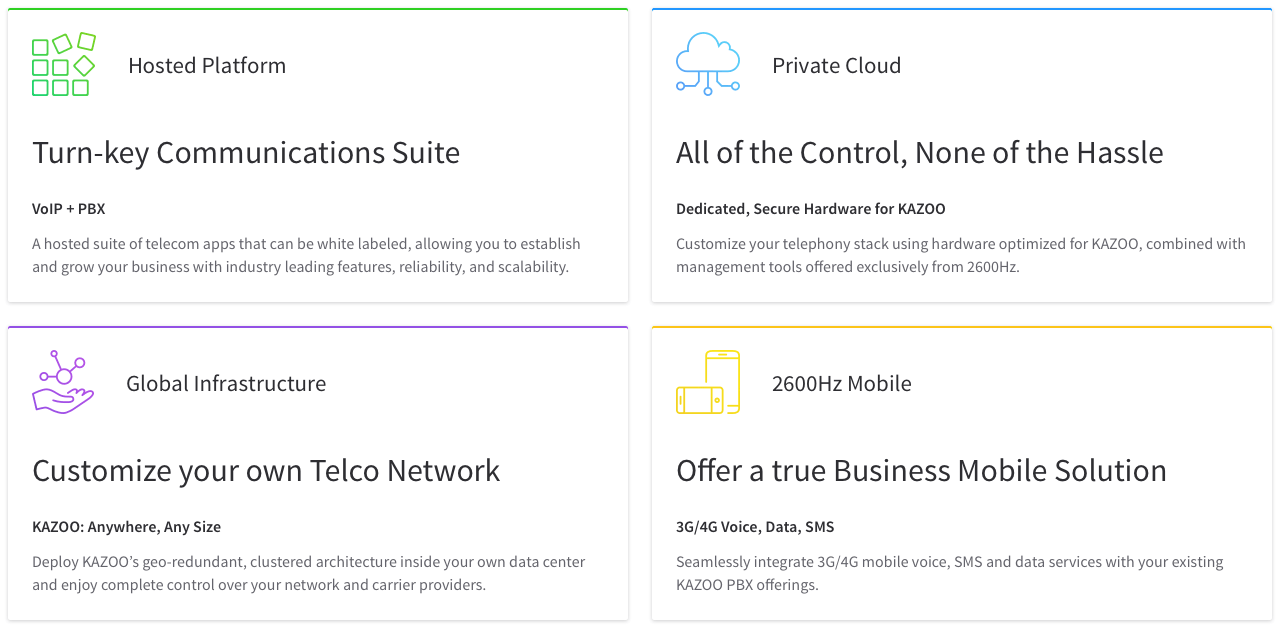 Hosted Platform
Turn-key Communications Suite
VoIP + PBX
A hosted suite of telecom apps that can be white labeled, allowing you to establish
and grow your business with industry leading features, reliability, and scalability.
Private Cloud
All of the Control, None of the Hassle
Dedicated, Secure Hardware for KAZOO
Customize your telephony stack using hardware optimized for KAZOO, combined with
management tools offered exclusively from 2600Hz.
Global Infrastructure
Customize your own Telco Network
KAZOO: Anywhere, Any Size
Deploy KAZOO’s geo-redundant, clustered architecture inside your own data center
and enjoy complete control over your network and carrier providers.
2600Hz Mobile
Offer a true Business Mobile Solution
3G/4G Voice, Data, SMS
Seamlessly integrate 3G/4G mobile voice, SMS and data services with your existing
KAZOO PBX offerings.